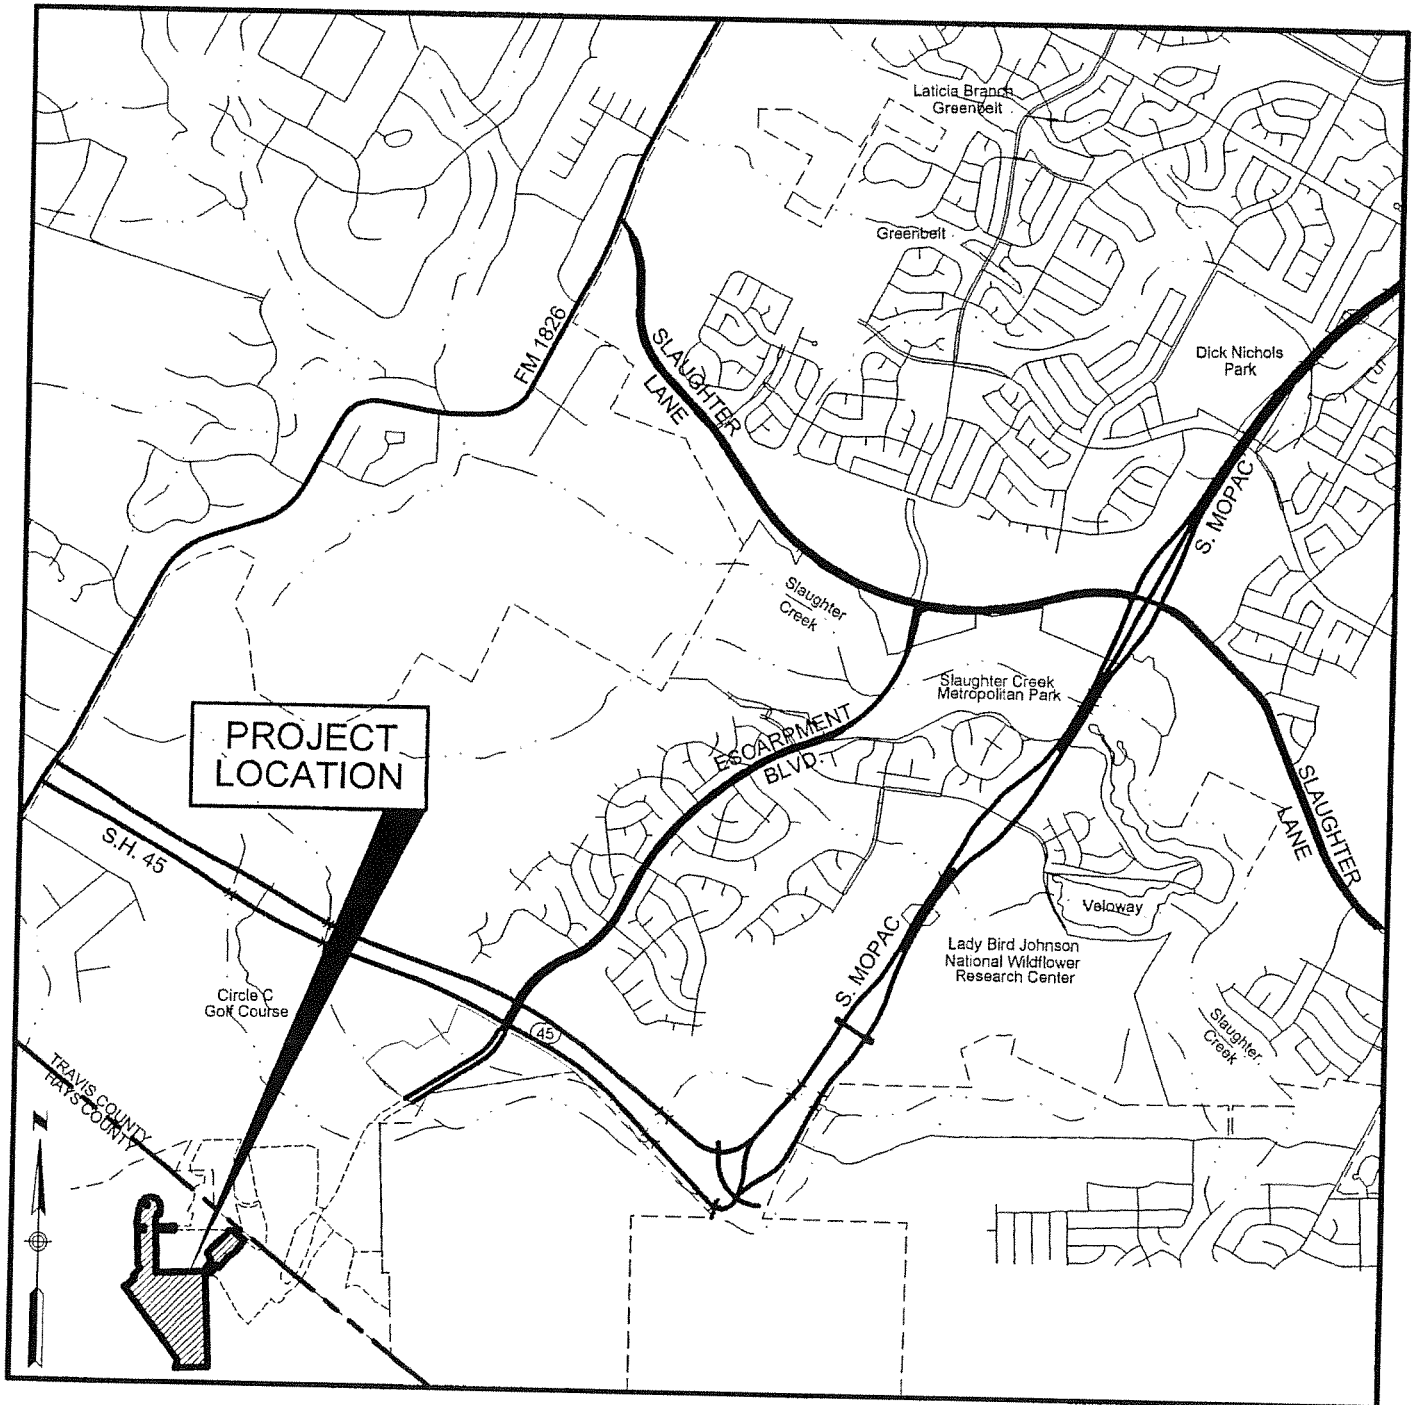 Laticia Branch
Greenbelt
Greenbelt
FM 1826
SLAUGHTER
LANE
Dick Nichols
Park
S. MOPAC
Slaughter
Creek
Slaughter Creek
Metropolitan Park
PROJECT
LOCATION
ESCARPMENT
BLVD.
SLAUGHTER
LANE
S.H. 45
Veloway
S. MOPAC
Lady Bird Johnson
National Wildflower
Research Center
Circle C
Golf Course
45
Slaughter
Creek
TRAVIS COUNTY
HAYS COUNTY
N